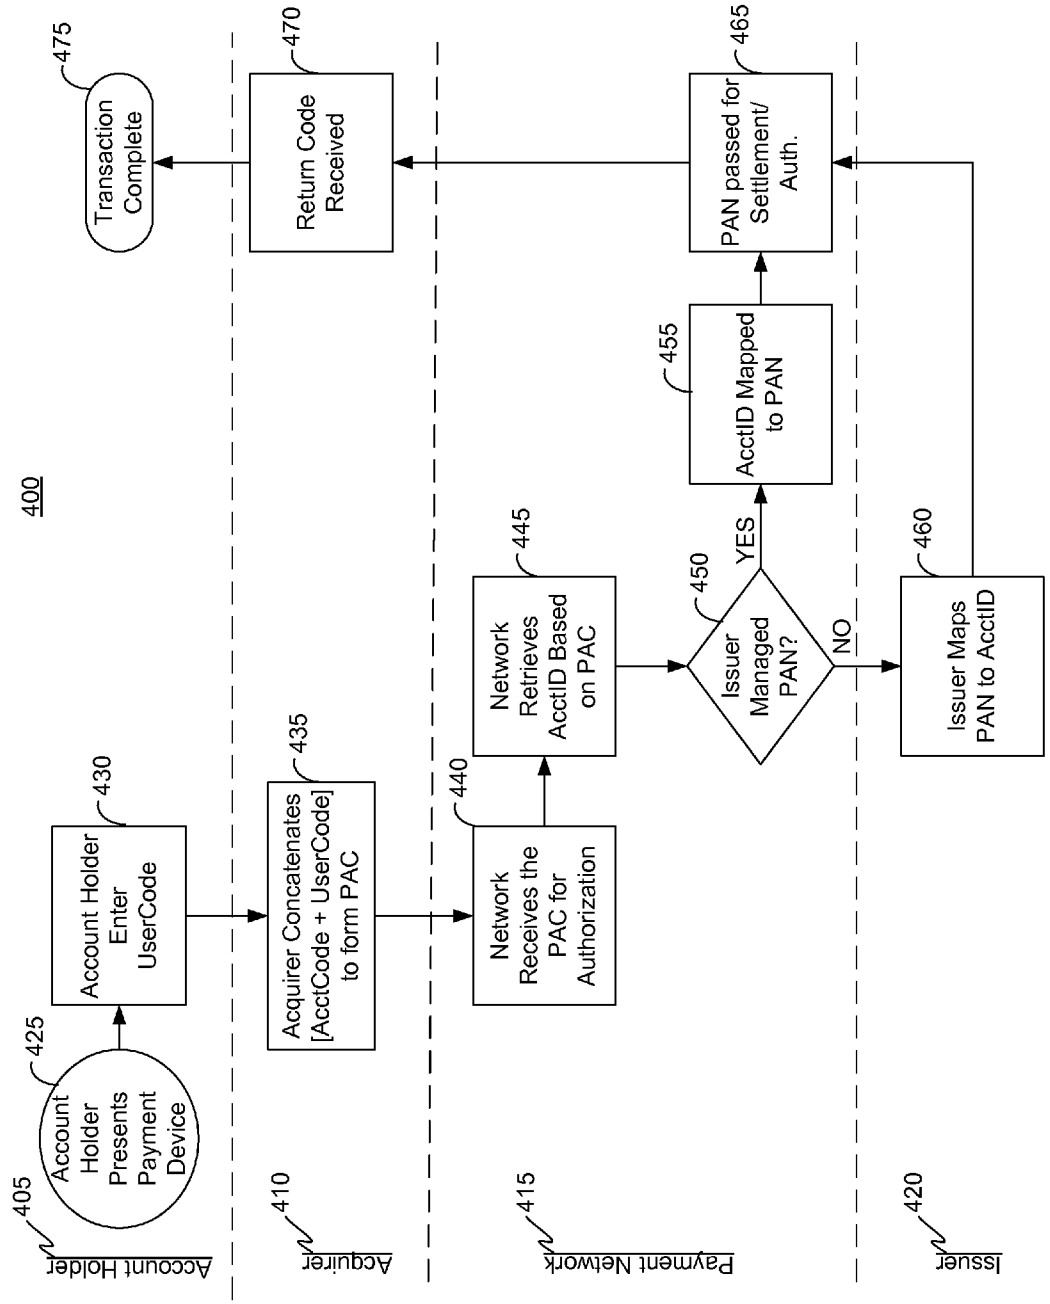 400
405
Account Holder
425
Account
Holder
Presents
Payment
Device
430
Account Holder
Enter
UserCode
475
Transaction
Complete
410
Acquirer
435
Acquirer Concatenates
[AcctCode + UserCode]
to form PAC
470
Return Code
Received
415
Payment Network
440
Network
Receives the
PAC for
Authorization
445
Network
Retrieves
AcctID Based
on PAC
450
Issuer
Managed
PAN?
YES
NO
455
AcctID Mapped
to PAN
465
PAN passed for
Settlement/
Auth.
420
Issuer
460
Issuer Maps
PAN to AcctID